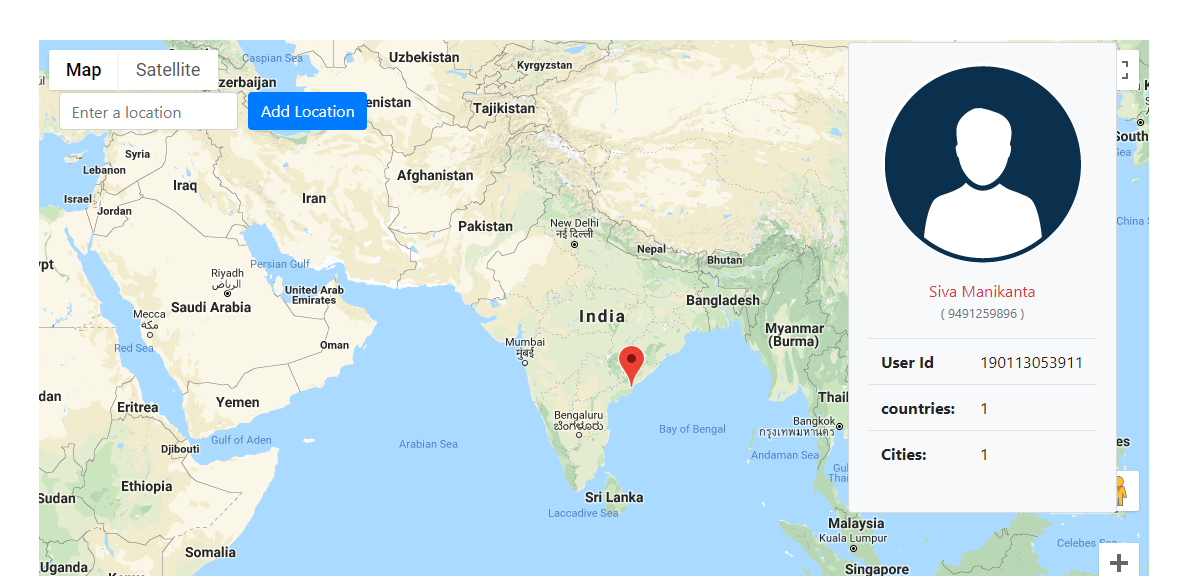 Map
Satellite
Enter a location
Add Location
Caspian Sea
zerbaijan
Uzbekistan
Kyrgyzstan
enistan
Tajikistan
Syria
Lebanon
Iraq
Israel
Jordan
Iran
Afghanistan
Pakistan
New Delhi
नई दिल्ली
Nepal
Bhutan
Persian Gulf
Riyadh
الرياض
United Arab
Emirates
Saudi Arabia
Mecca
مكة
Red Sea
Oman
India
Bangladesh
Myanmar
(Burma)
Mumbai
मुंबई
Eritrea
Yemen
Gulf of Aden
Djibouti
Arabian Sea
Bengaluru
ಬೆಂಗಳೂರು
Bay of Bengal
Thail
Bangkok
กรุงเทพมหานคร
Andaman Sea
Gul
Thai
Ethiopia
Sudan
Sri Lanka
Laccadive Sea
Somalia
Uganda
Malaysia
Kuala Lumpur
Singapore
Celebes Sea
South
Sea
China
Siva Manikanta
( 9491259896 )
User Id 190113053911
countries: 1
Cities: 1